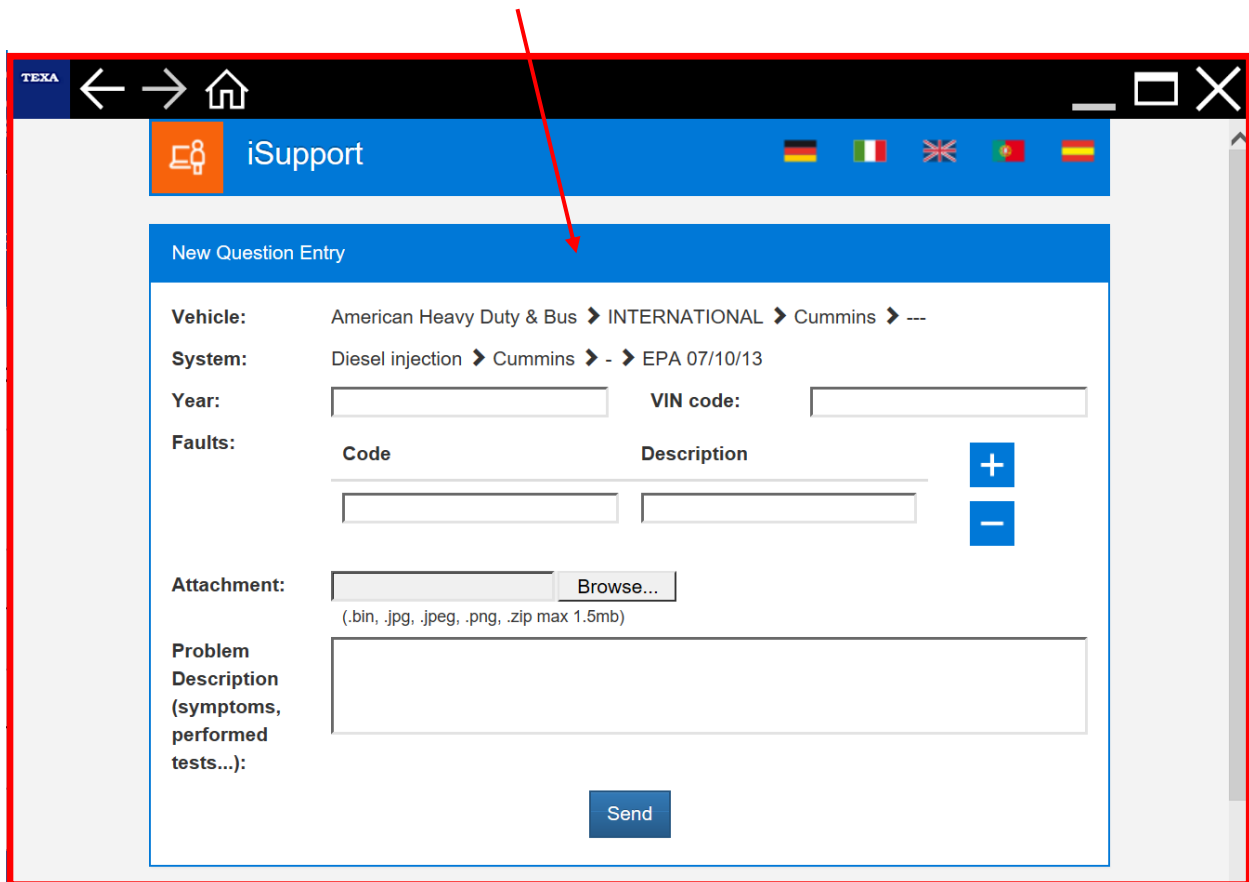 TEXA
iSupport
New Question Entry
Vehicle: American Heavy Duty & Bus > INTERNATIONAL > Cummins > ---
System: Diesel injection > Cummins > - > EPA 07/10/13
Year: VIN code:
Faults: Code Description
+
−
Attachment: Browse...
(.bin, .jpg, .jpeg, .png, .zip max 1.5mb)
Problem
Description
(symptoms,
performed
tests...):
Send